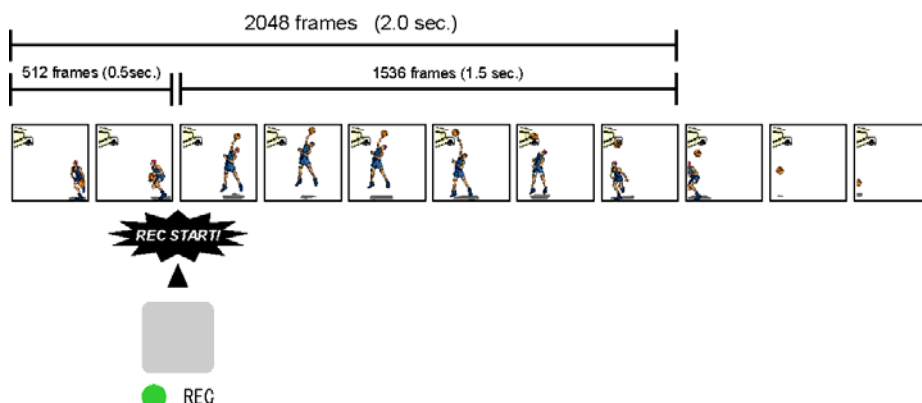 2048 frames (2.0 sec.)
512 frames (0.5sec.)
1536 frames (1.5 sec.)
REC START!
REC